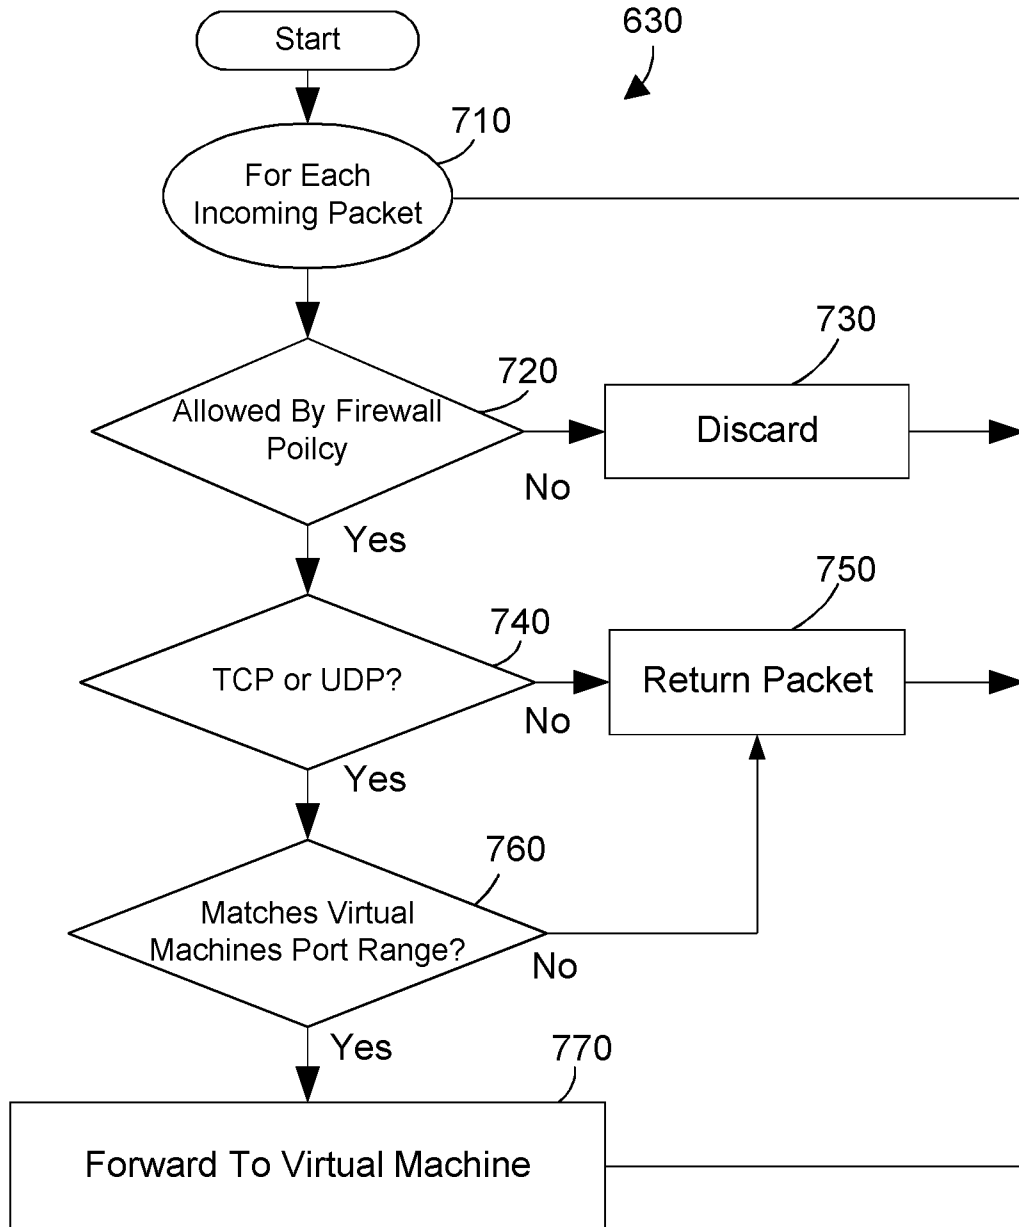 Start
630
710
For Each
Incoming Packet
730
720
Allowed By Firewall
Poilcy
Discard
No
Yes
750
740
TCP or UDP?
Return Packet
No
Yes
760
Matches Virtual
Machines Port Range?
No
Yes
770
Forward To Virtual Machine